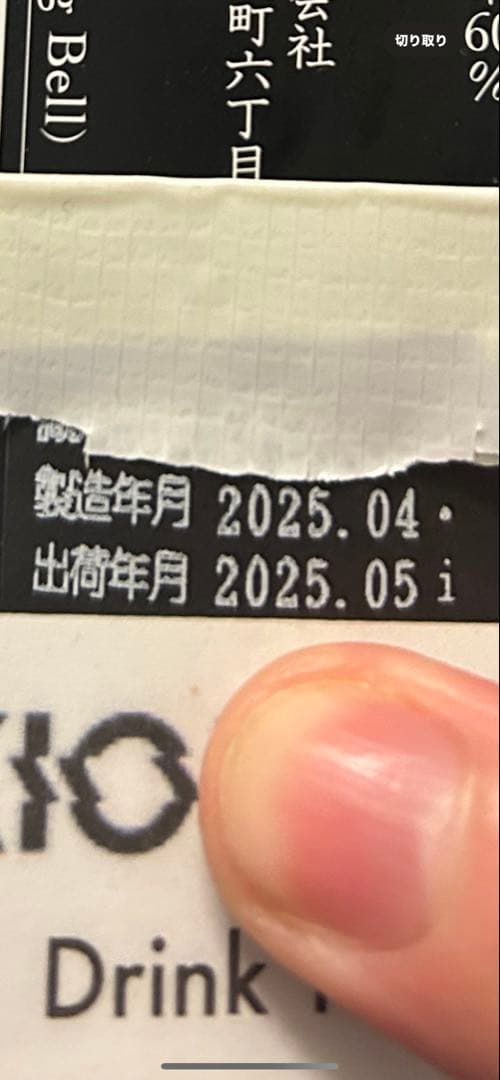 g Bell)
町六丁目
会社
切り取り
60
%
製造年月 2025.04・
出荷年月 2025.05 i
KIO
Drink